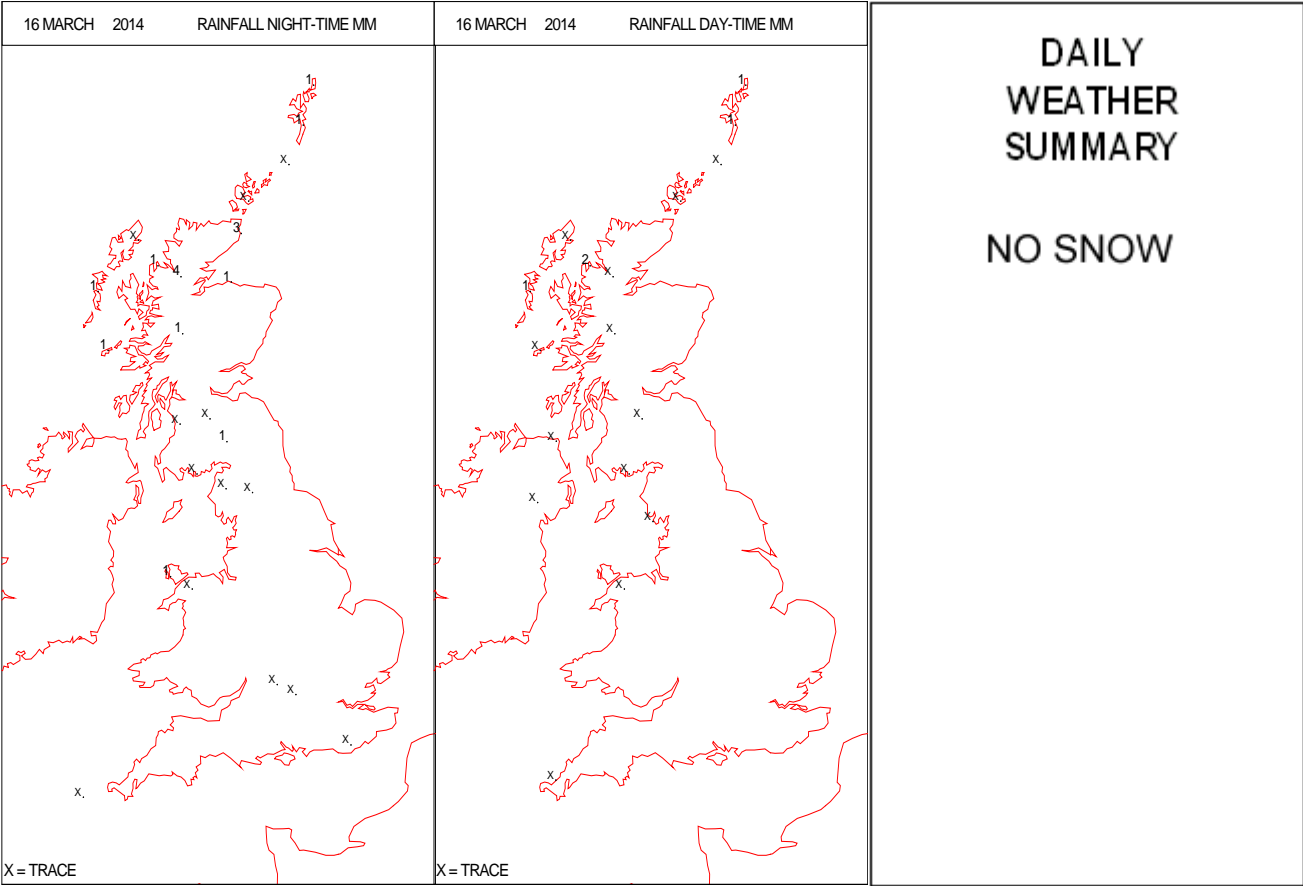 16 MARCH 2014 RAINFALL NIGHT-TIME MM
1
1
X
X
3
X
1
4
1
1
1
1
X
X
1
X
X
X
1
X
X
X
X
X
X = TRACE
16 MARCH 2014 RAINFALL DAY-TIME MM
1
1
X
X
X
2
X
1
X
X
X
X
X
X
X
X
X
X = TRACE
DAILY
WEATHER
SUMMARY
NO SNOW